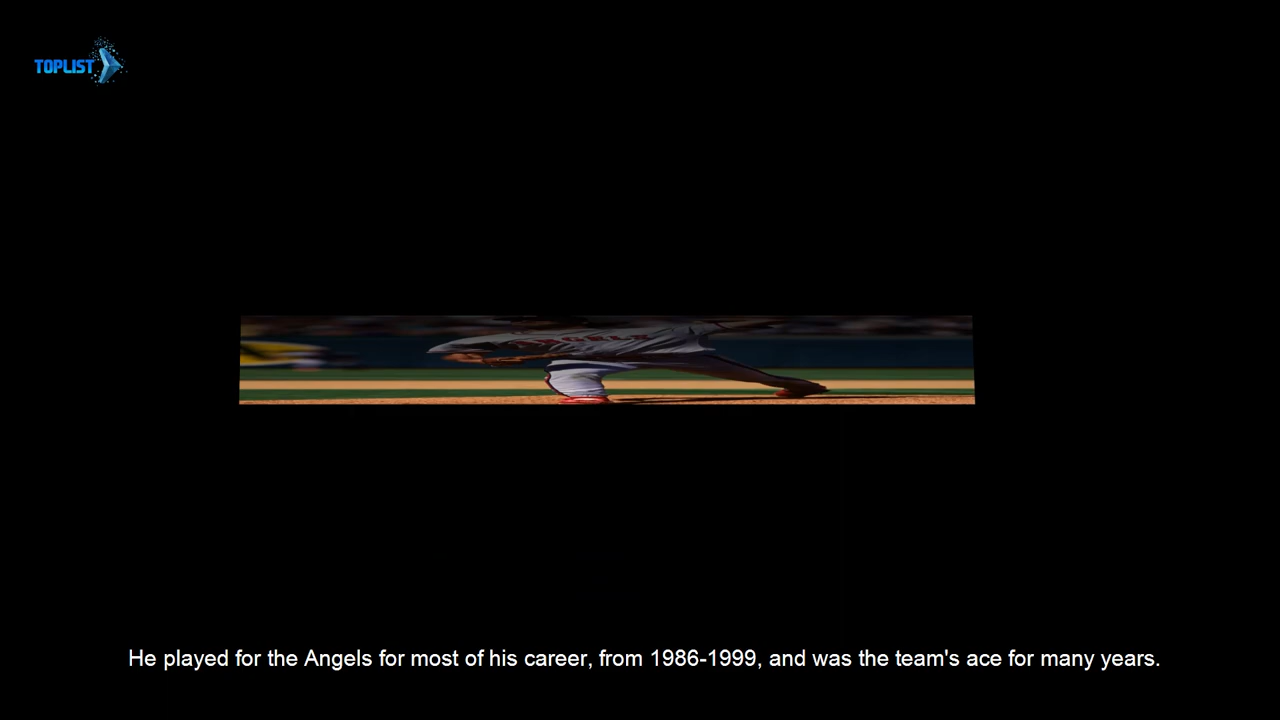 TOPLIST
He played for the Angels for most of his career, from 1986-1999, and was the team's ace for many years.